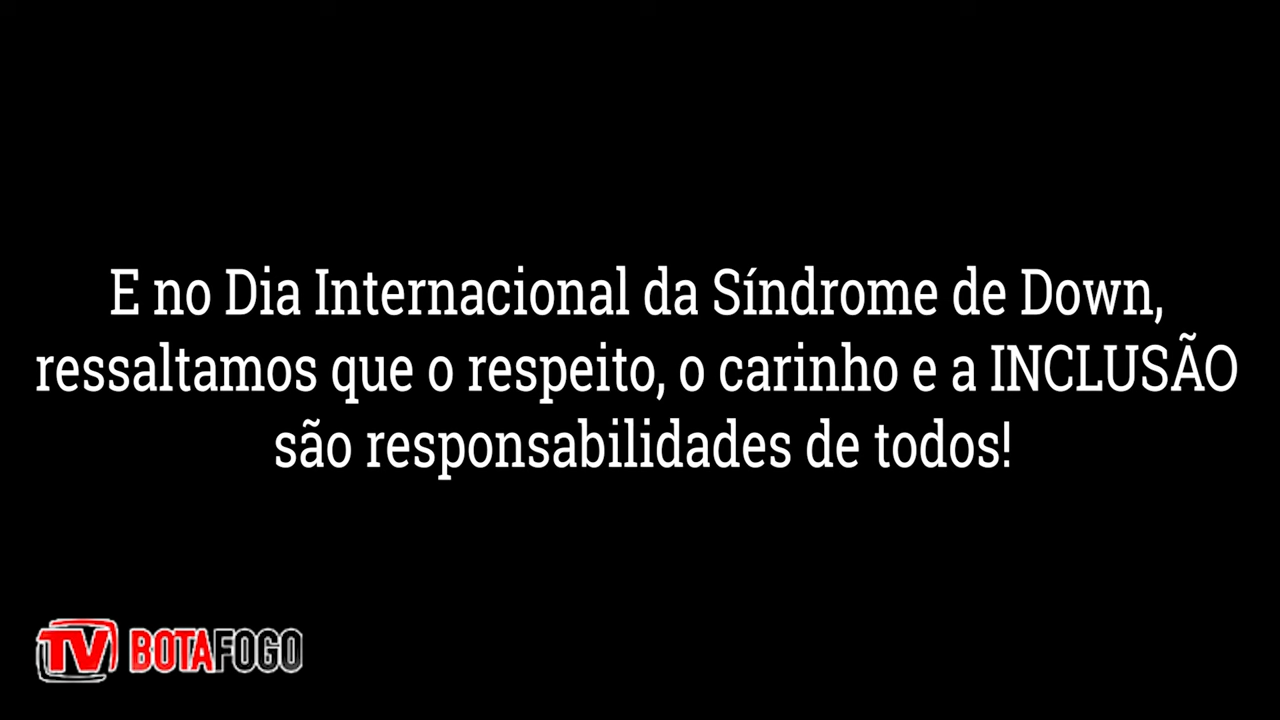 E no Dia Internacional da Síndrome de Down,
ressaltamos que o respeito, o carinho e a INCLUSÃO
são responsabilidades de todos!
TV BOTAFOGO